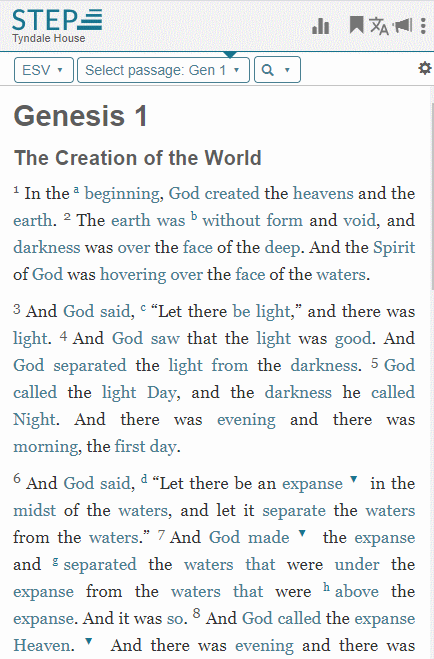 STEP
Tyndale House
ESV Select passage: Gen 1
Genesis 1
The Creation of the World
1 In the a beginning, God created the heavens and the
earth. 2 The earth was b without form and void, and
darkness was over the face of the deep. And the Spirit
of God was hovering over the face of the waters.
3 And God said, c “Let there be light,” and there was
light. 4 And God saw that the light was good. And
God separated the light from the darkness. 5 God
called the light Day, and the darkness he called
Night. And there was evening and there was
morning, the first day.
6 And God said, d “Let there be an expanse ▼ in the
midst of the waters, and let it separate the waters
from the waters.” 7 And God made ▼ the expanse
and g separated the waters that were under the
expanse from the waters that were h above the
expanse. And it was so. 8 And God called the expanse
Heaven. ▼ And there was evening and there was